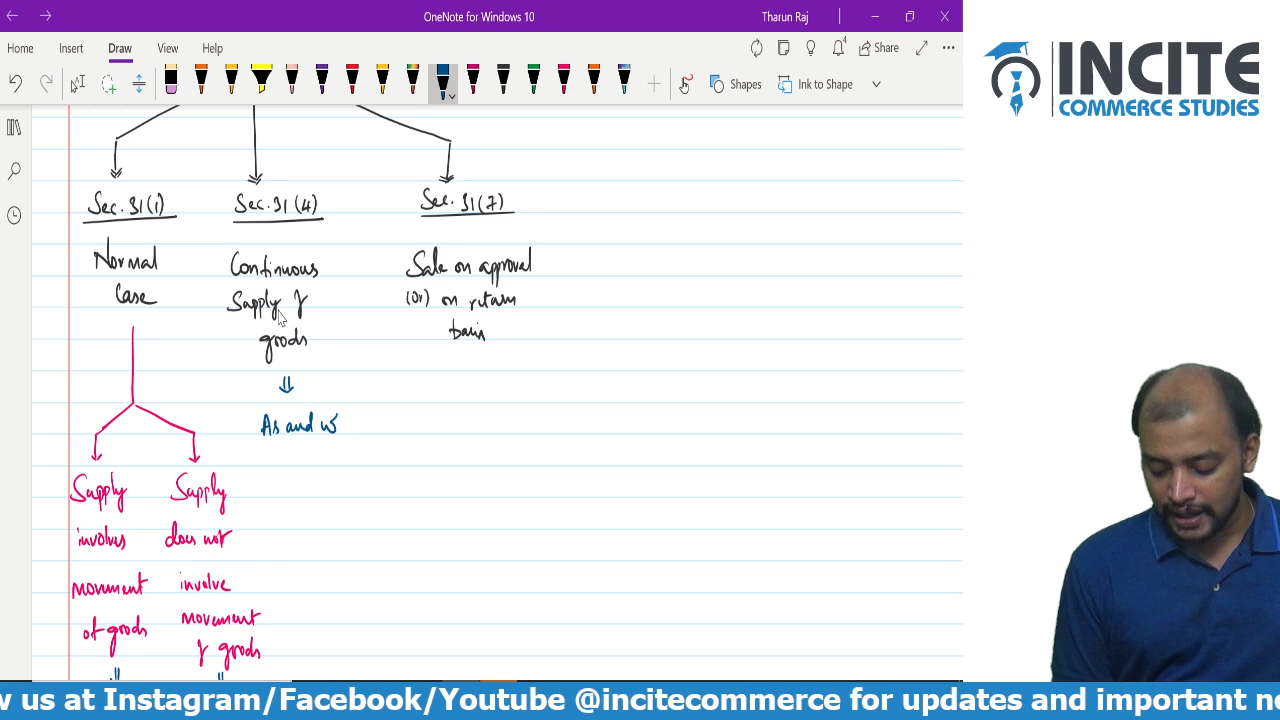 OneNote for Windows 10
Tharun Raj
Home Insert Draw View Help
4
Share
Shapes
Ink to Shape
INCITE
COMMERCE STUDIES
Sec. 31(1)
Normal
Case
Sec. 31(4)
Continuous
Supply of
goods
As and w
Sec. 31(7)
Sale on approval
(or) on return
basis
Supply
involves
movement
of goods
Supply
does not
involve
movement
of goods
w us at Instagram/Facebook/Youtube @incitecommerce for updates and important ne